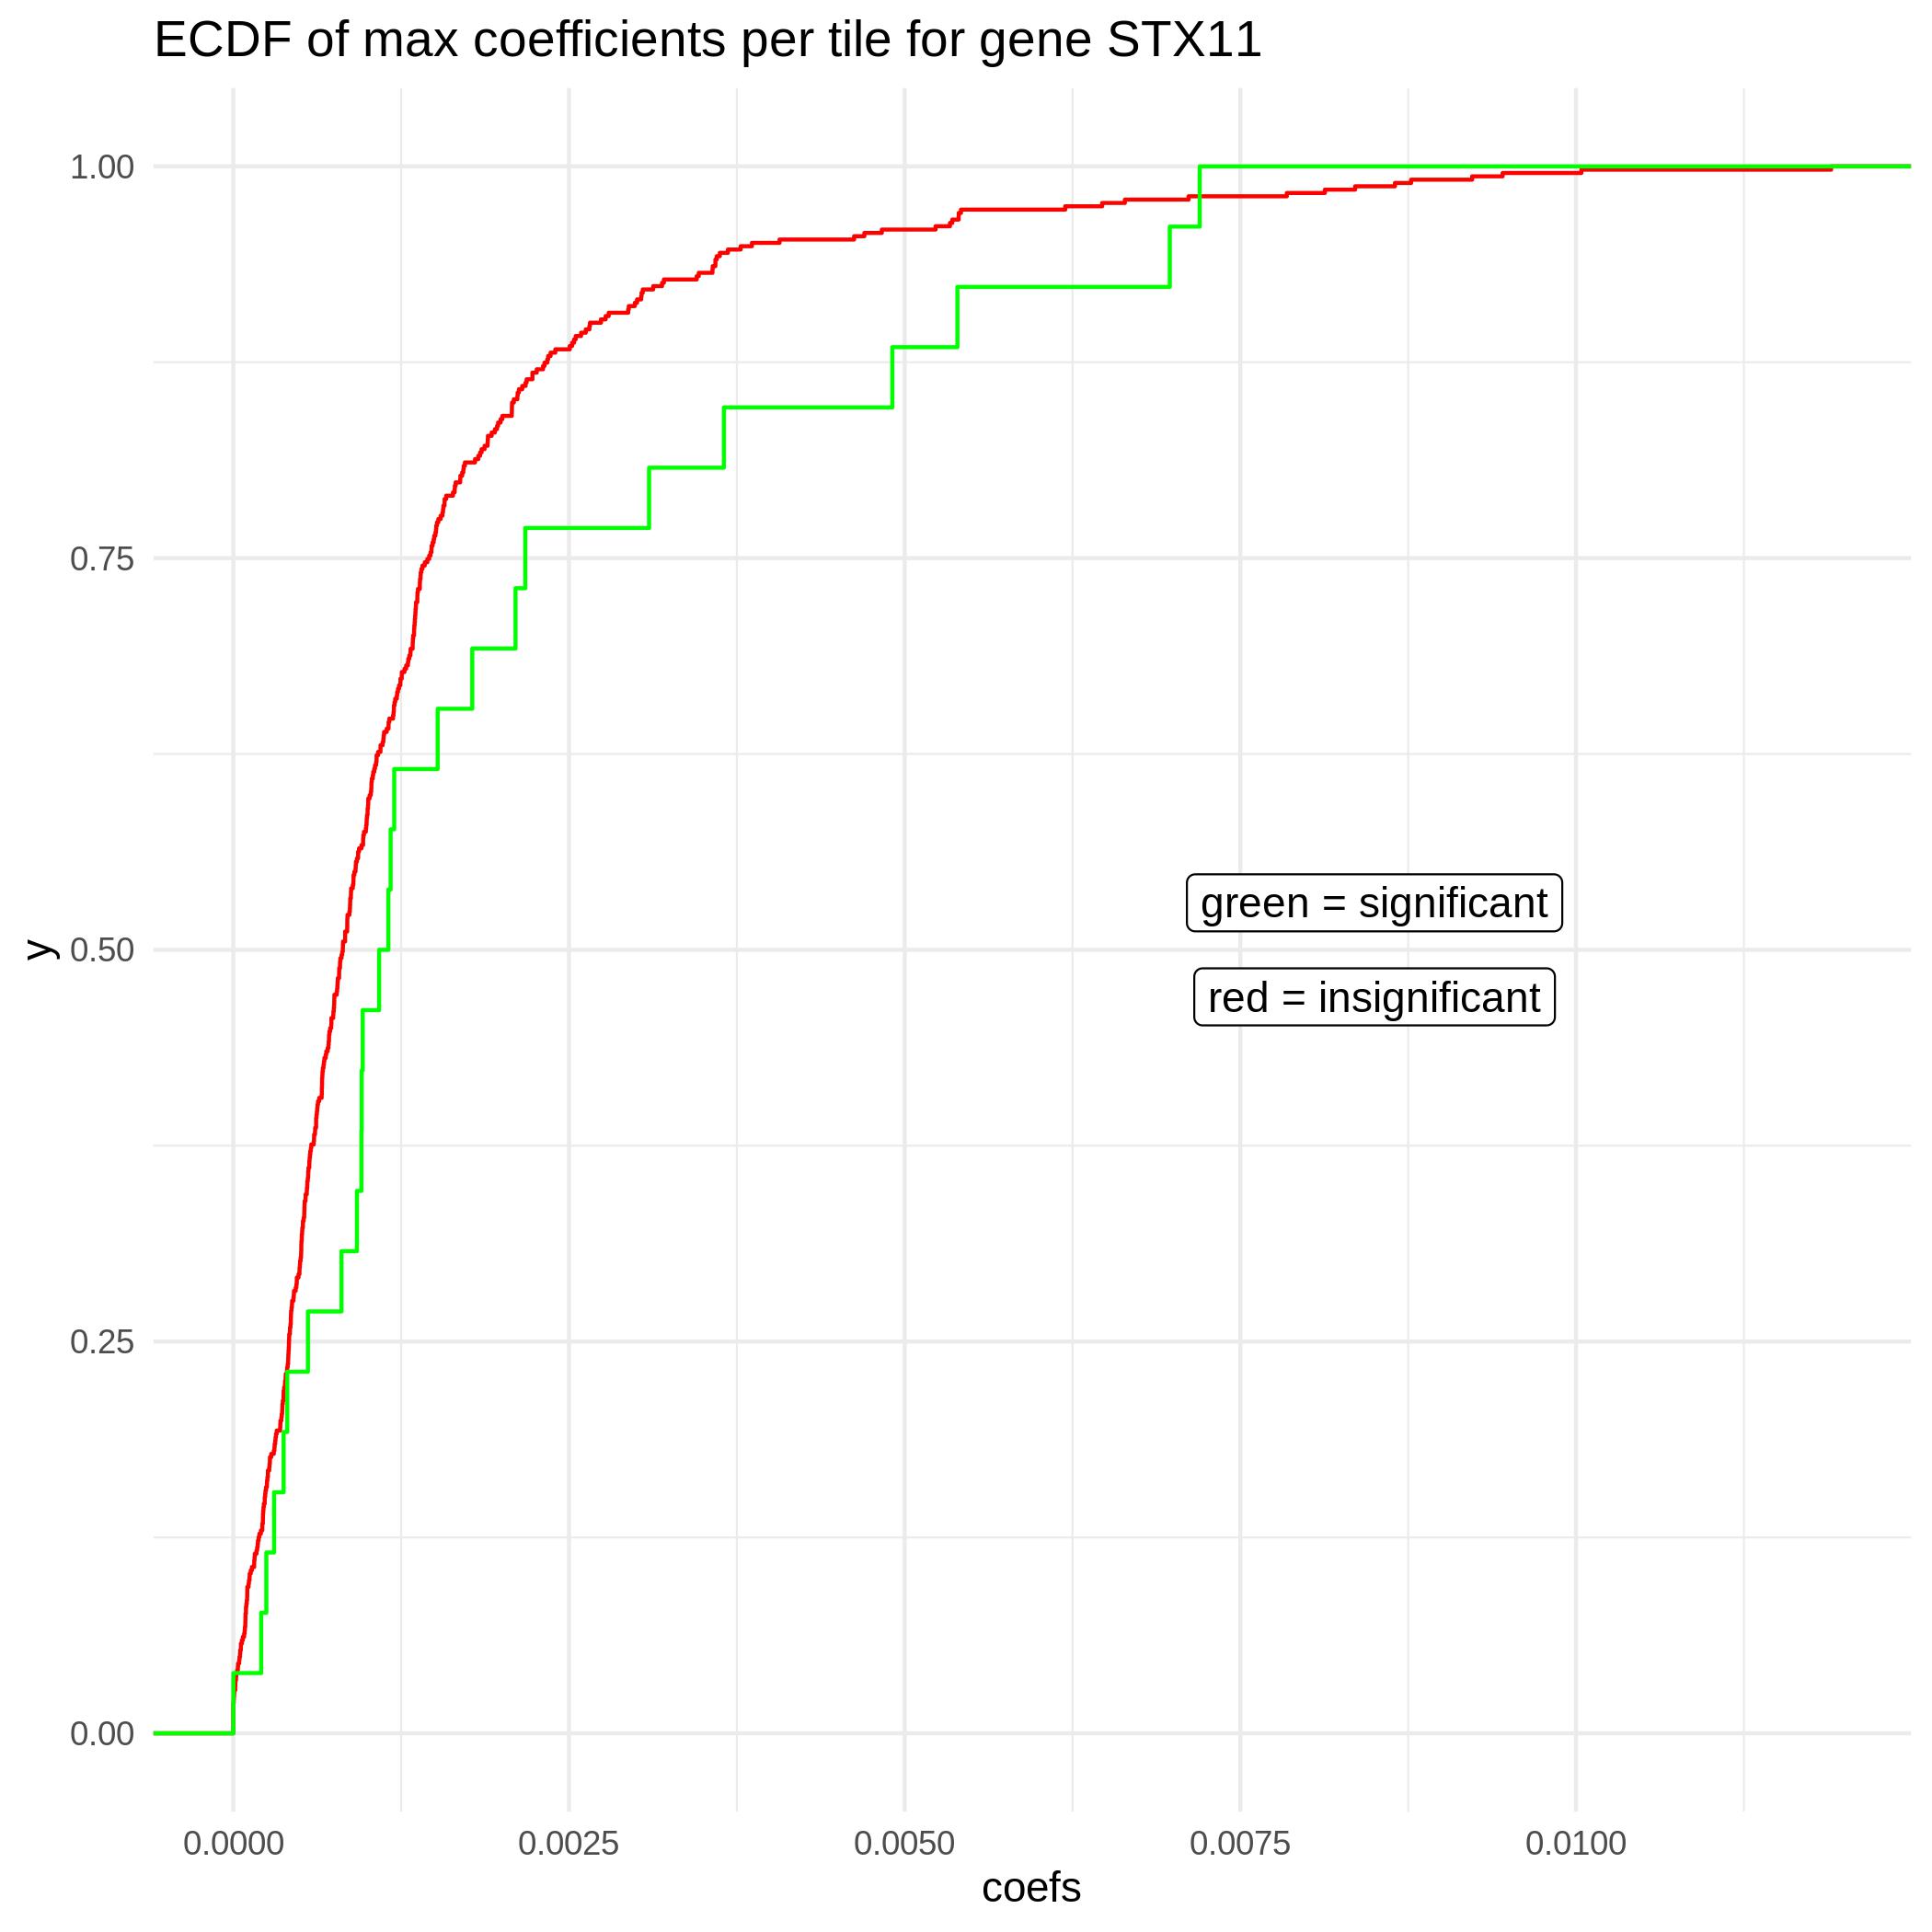 ECDF of max coefficients per tile for gene STX11
1.00
0.75
0.50
0.25
0.00
y
green = significant
red = insignificant
0.0000
0.0025
0.0050
0.0075
0.0100
coefs